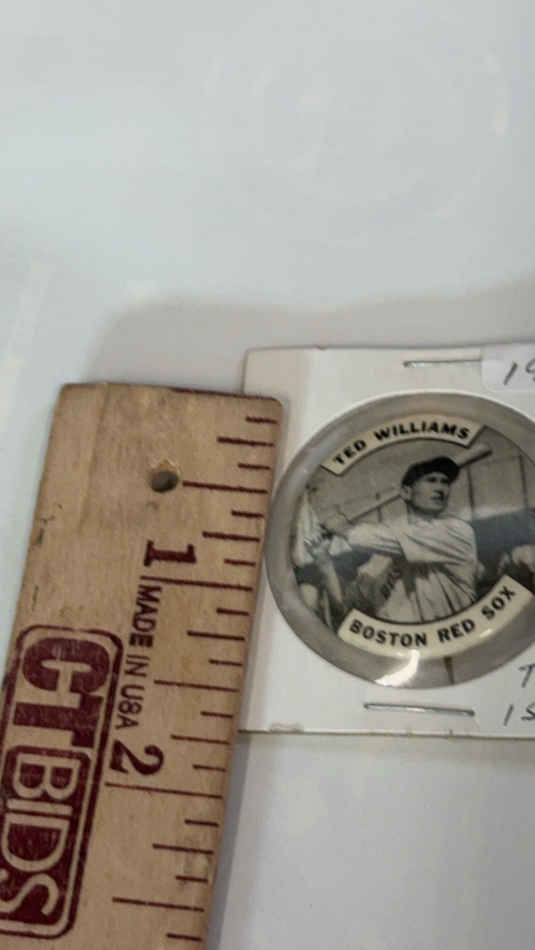 TED WILLIAMS
BOSTON RED SOX
1
MADE IN USA
2
CTBIDS